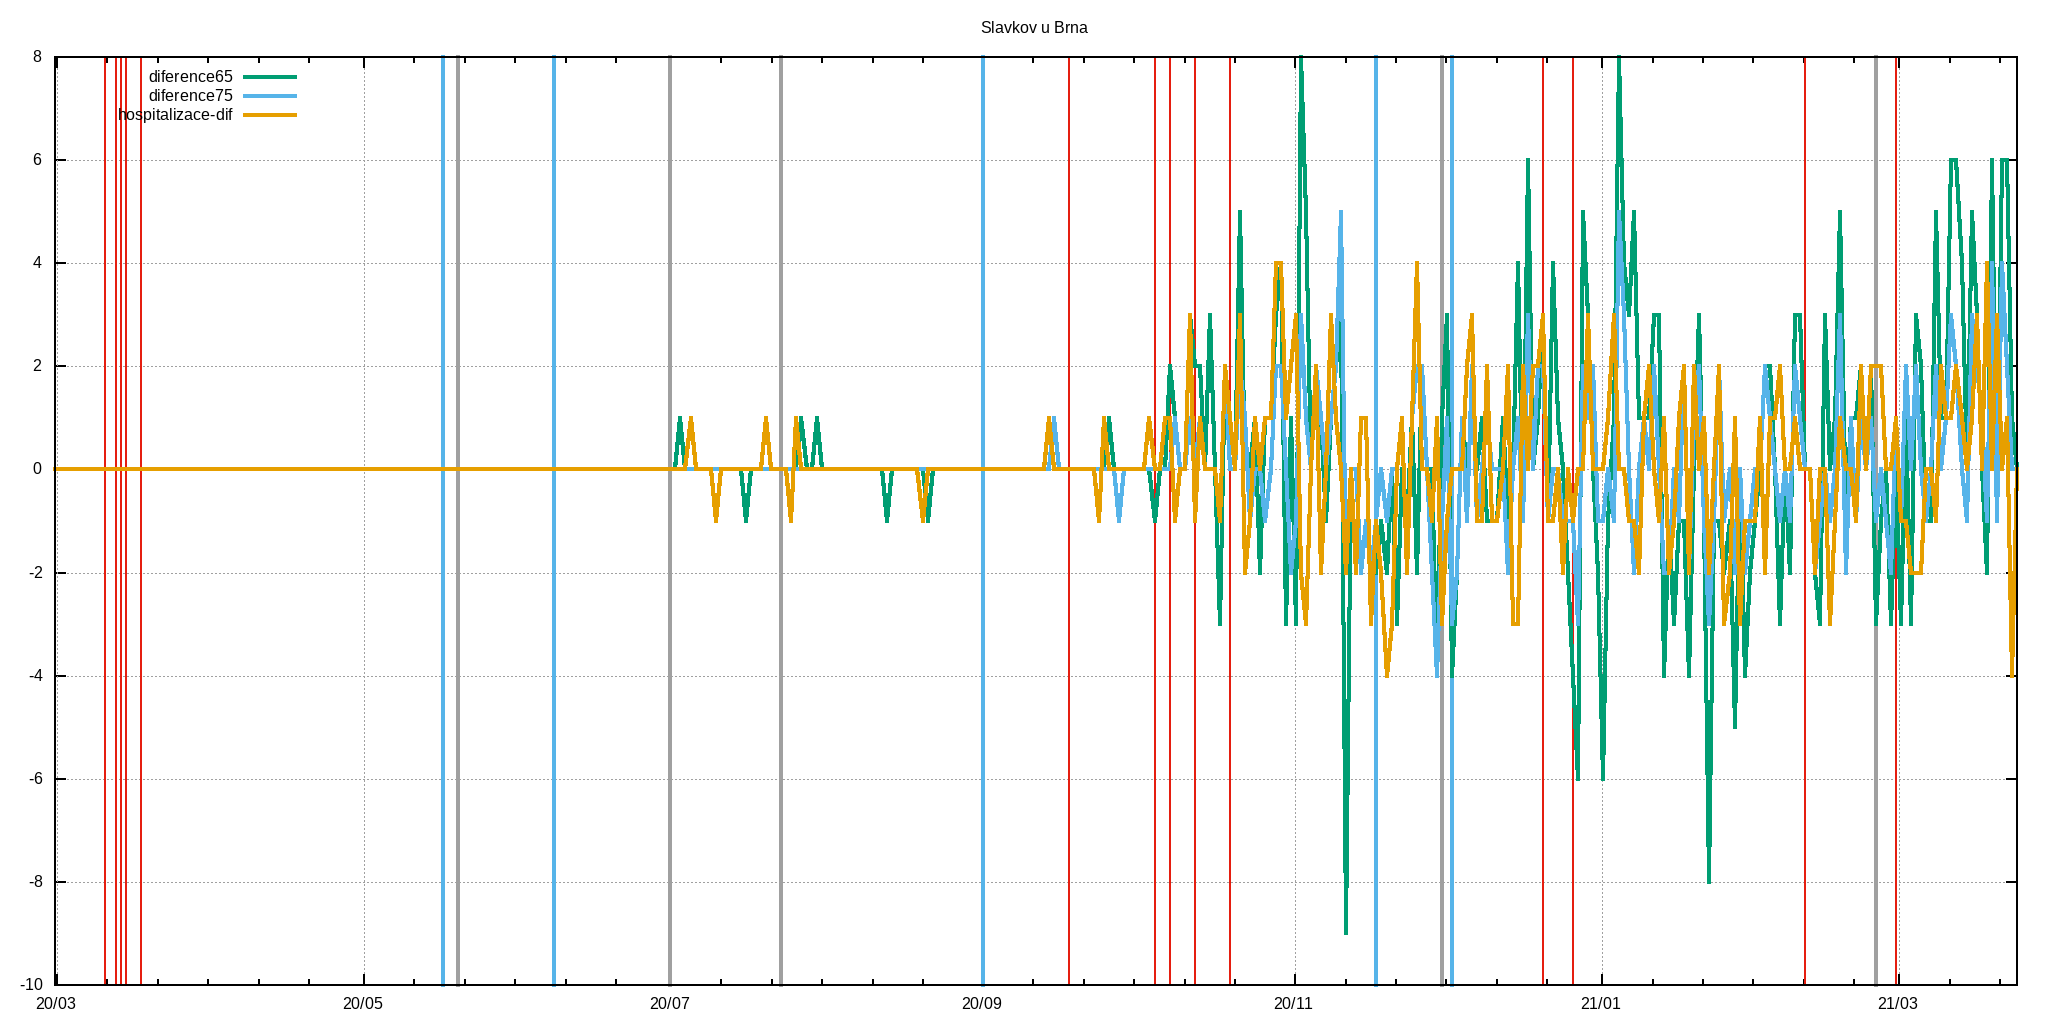 Slavkov u Brna
diference65
diference75
hospitalizace-dif
8
6
4
2
0
-2
-4
-6
-8
-10
20/03 20/05 20/07 20/09 20/11 21/01 21/03